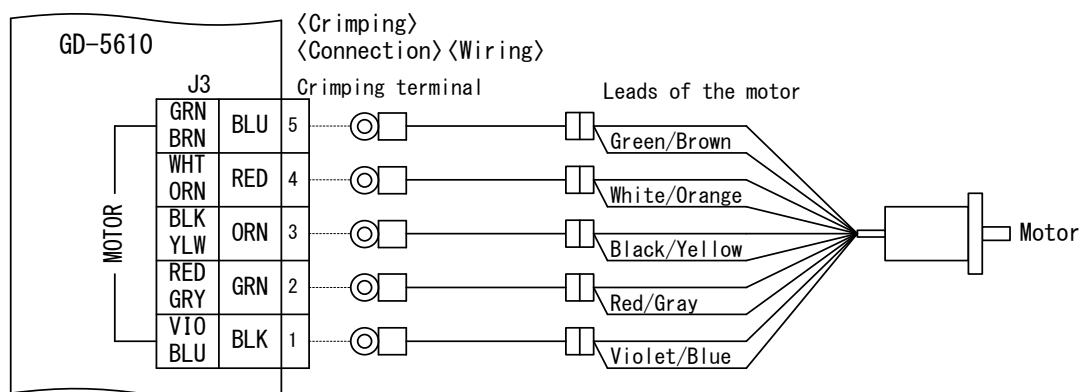 〈Crimping〉
GD-5610
〈Connection〉〈Wiring〉
J3
Crimping terminal
Leads of the motor
GRN
BRN
BLU
5
Green/Brown
WHT
ORN
RED
4
White/Orange
MOTOR
BLK
YLW
ORN
3
Black/Yellow
Motor
RED
GRY
GRN
2
Red/Gray
VIO
BLU
BLK
1
Violet/Blue